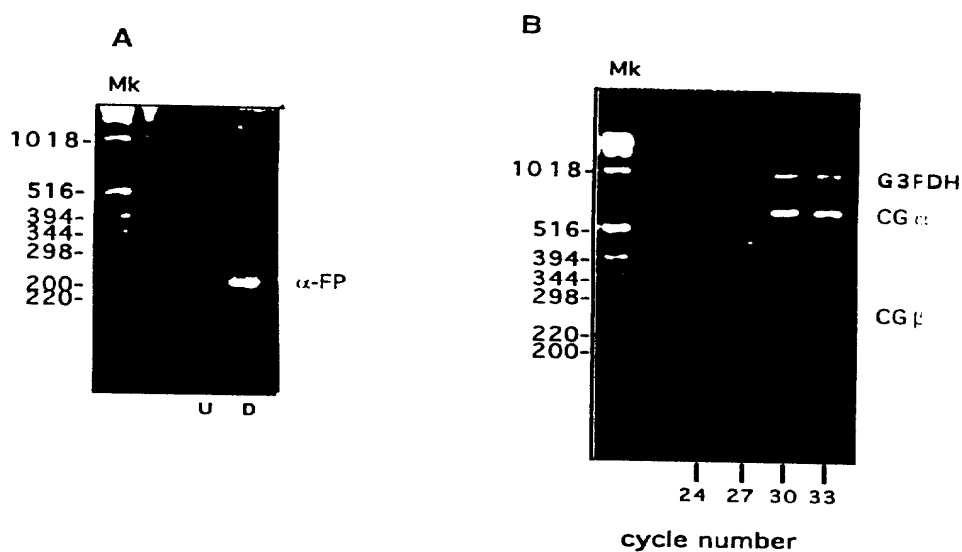 A
Mk
1018-
516-
394-
344-
298-
200-
220-
α-FP
U D
B
Mk
1018-
516-
394-
344-
298-
220-
200-
G3PDH
CG α
CG β
24 27 30 33
cycle number